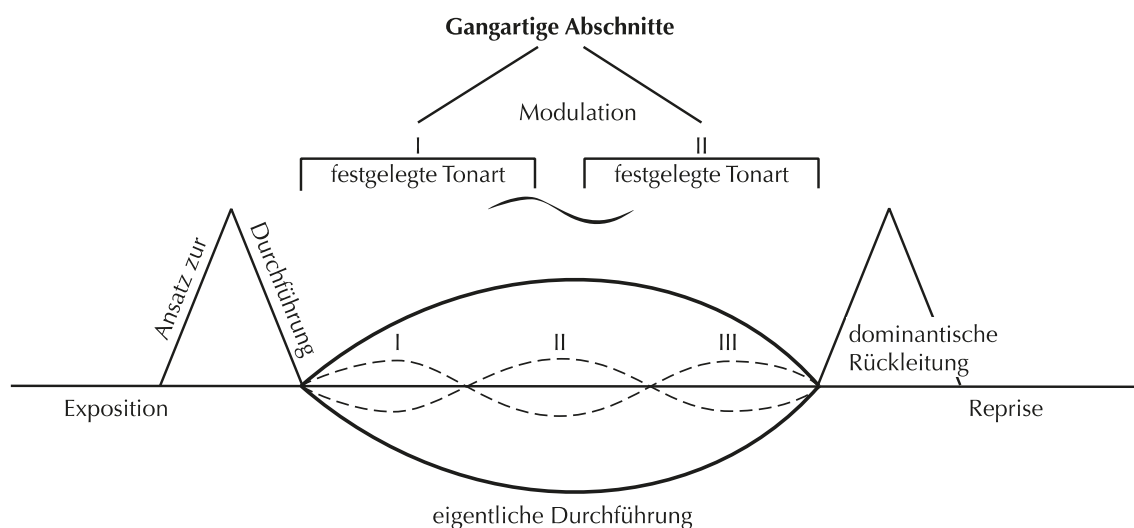 Gangartige Abschnitte
Modulation
I
II
festgelegte Tonart
festgelegte Tonart
Ansatz zur
Durchführung
I
II
III
dominantische
Rückleitung
Exposition
Reprise
eigentliche Durchführung